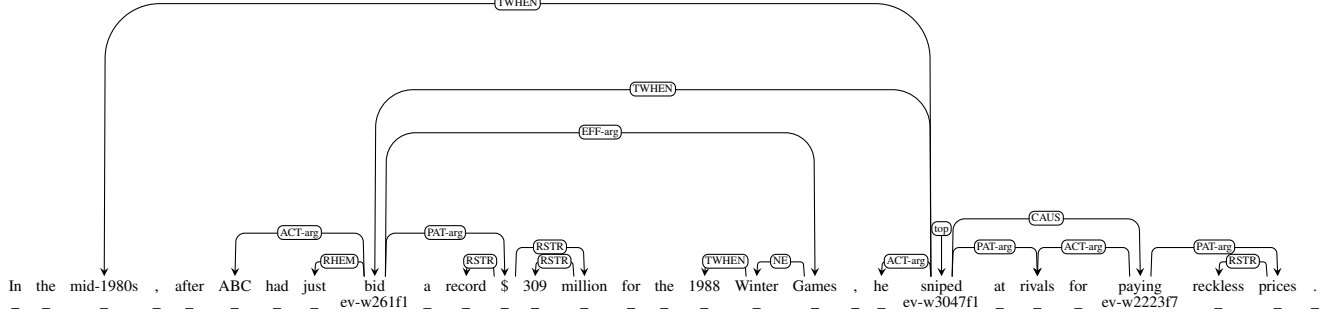 TWHEN
TWHEN
EFF-arg
CAUS
top
ACT-arg PAT-arg RSTR PAT-arg ACT-arg PAT-arg
RHEM RSTR RSTR TWHEN NE ACT-arg RSTR
In the mid-1980s , after ABC had just bid a record $ 309 million for the 1988 Winter Games , he sniped at rivals for paying reckless prices .
_ _ _ _ _ _ _ _ ev-w261f1 _ _ _ _ _ _ _ _ _ _ _ _ ev-w3047f1 _ _ _ ev-w2223f7 _ _ _